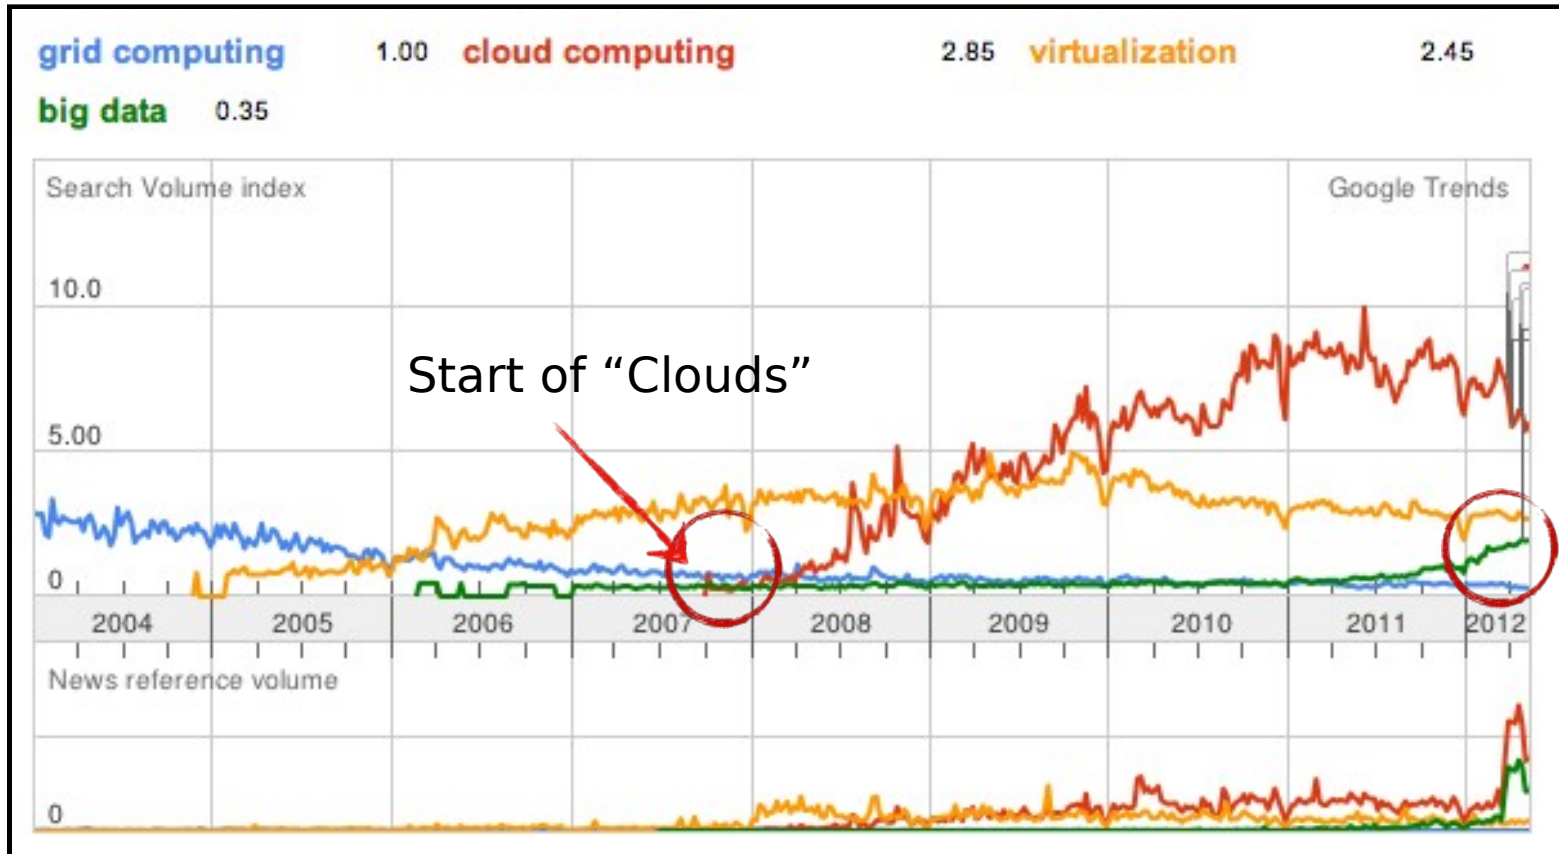 grid computing 1.00 cloud computing 2.85 virtualization 2.45
big data 0.35
Search Volume index Google Trends
10.0
Start of “Clouds”
5.00
0
2004 2005 2006 2007 2008 2009 2010 2011 2012
News reference volume
0